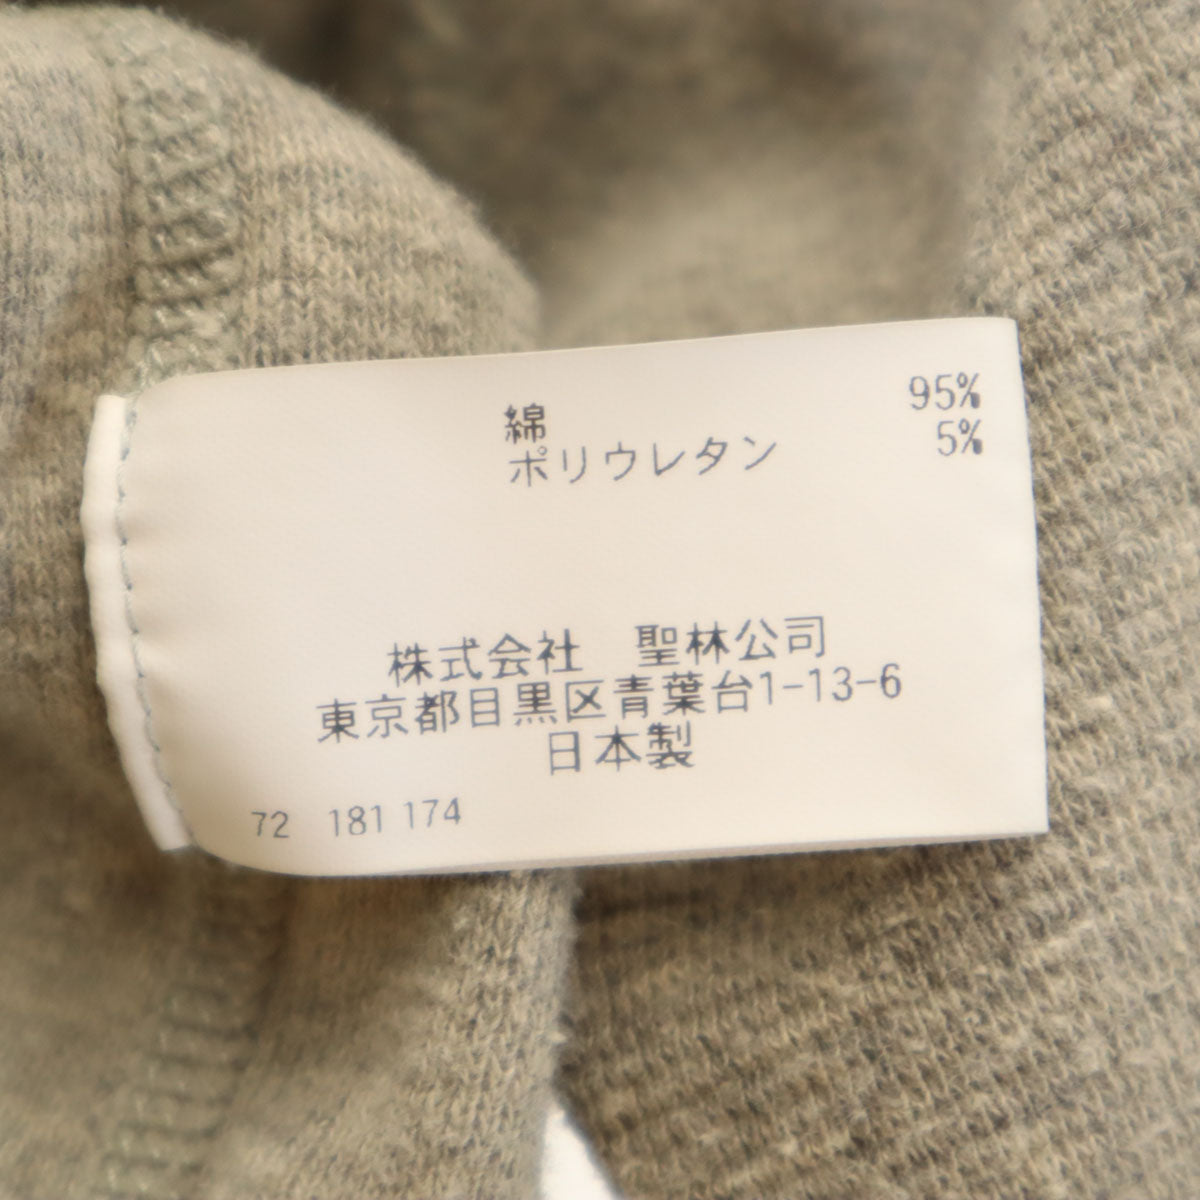 綿 95%
ポリウレタン 5%
株式会社 聖林公司
東京都目黒区青葉台1-13-6
日本製
72 181 174